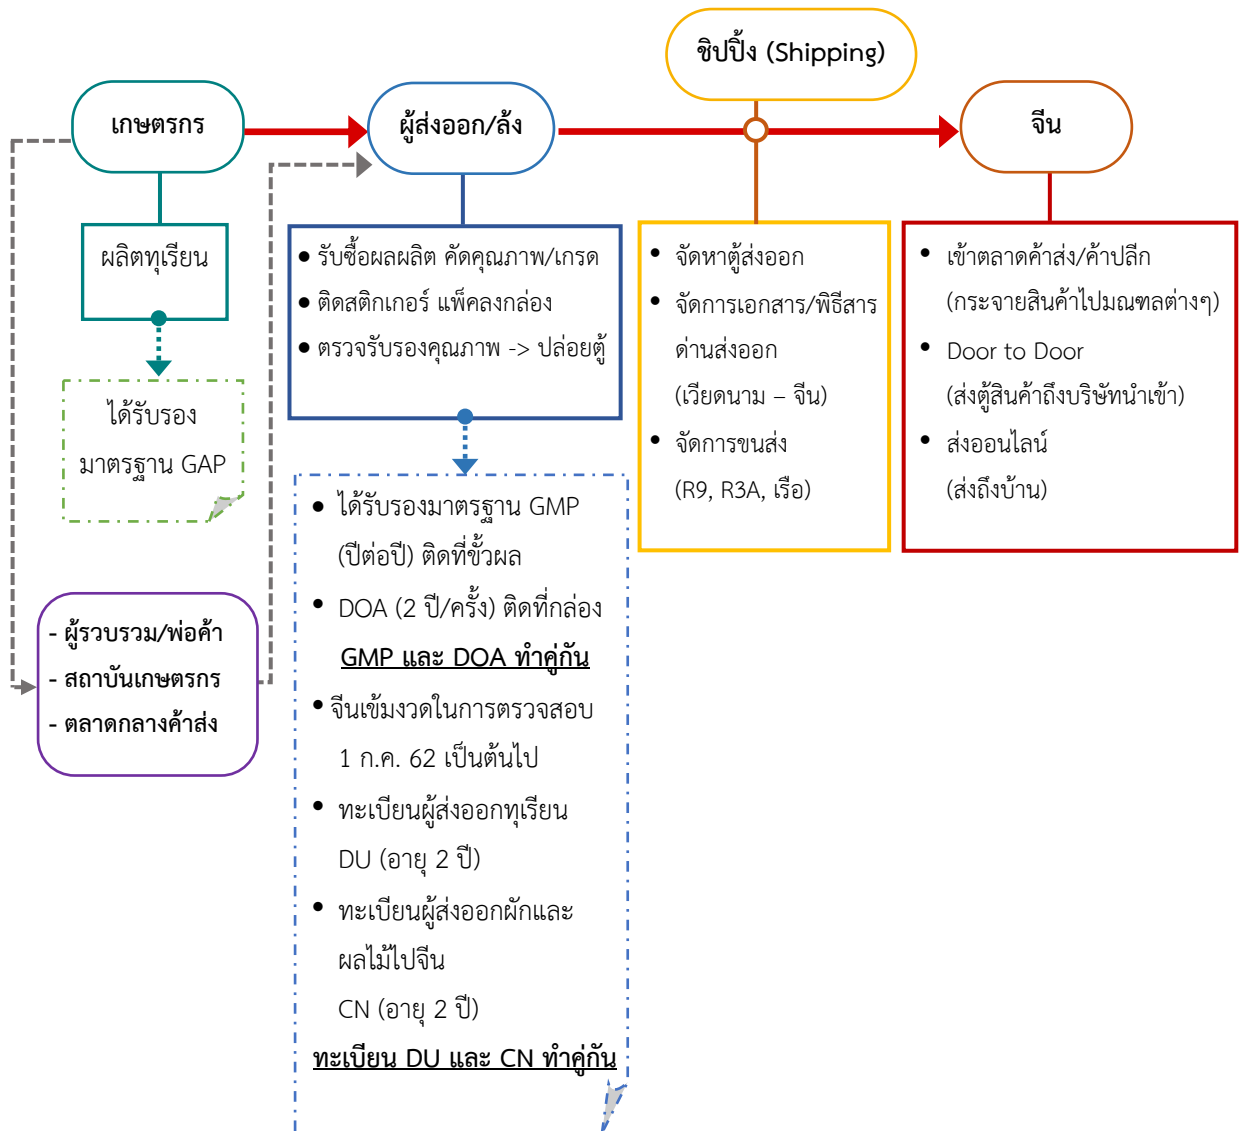 ชิปปิ้ง (Shipping)
เกษตรกร
ผู้ส่งออก/ล้ง
จีน
ผลิตทุเรียน
ได้รับรอง
มาตรฐาน GAP
- ผู้รวบรวม/พ่อค้า
- สถาบันเกษตรกร
- ตลาดกลางค้าส่ง
• รับซื้อผลผลิต คัดคุณภาพ/เกรด
• ติดสติกเกอร์ แพ็คลงกล่อง
• ตรวจรับรองคุณภาพ -> ปล่อยตู้
• ได้รับรองมาตรฐาน GMP
(ปีต่อปี) ติดที่ขั้วผล
• DOA (2 ปี/ครั้ง) ติดที่กล่อง
GMP และ DOA ทำคู่กัน
• จีนเข้มงวดในการตรวจสอบ
1 ก.ค. 62 เป็นต้นไป
• ทะเบียนผู้ส่งออกทุเรียน
DU (อายุ 2 ปี)
• ทะเบียนผู้ส่งออกผักและ
ผลไม้ไปจีน
CN (อายุ 2 ปี)
ทะเบียน DU และ CN ทำคู่กัน
• จัดหาตู้ส่งออก
• จัดการเอกสาร/พิธีสาร
ด่านส่งออก
(เวียดนาม – จีน)
• จัดการขนส่ง
(R9, R3A, เรือ)
• เข้าตลาดค้าส่ง/ค้าปลีก
(กระจายสินค้าไปมณฑลต่างๆ)
• Door to Door
(ส่งตู้สินค้าถึงบริษัทนำเข้า)
• ส่งออนไลน์
(ส่งถึงบ้าน)